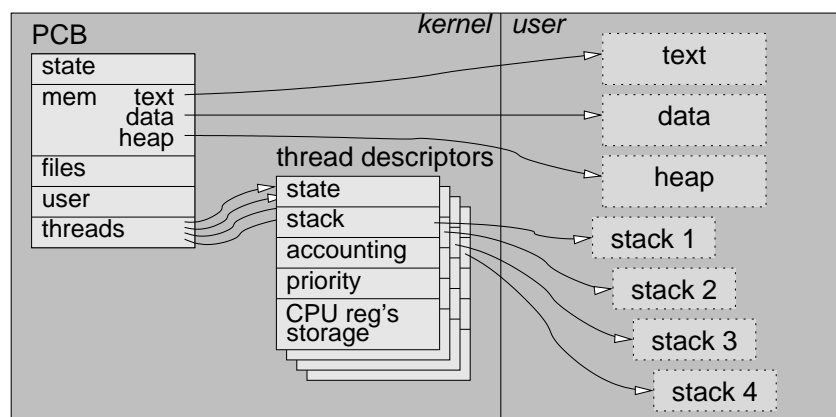 PCB
kernel
user
state
mem
text
data
heap
files
user
threads
thread descriptors
state
stack
accounting
priority
CPU reg's
storage
text
data
heap
stack 1
stack 2
stack 3
stack 4